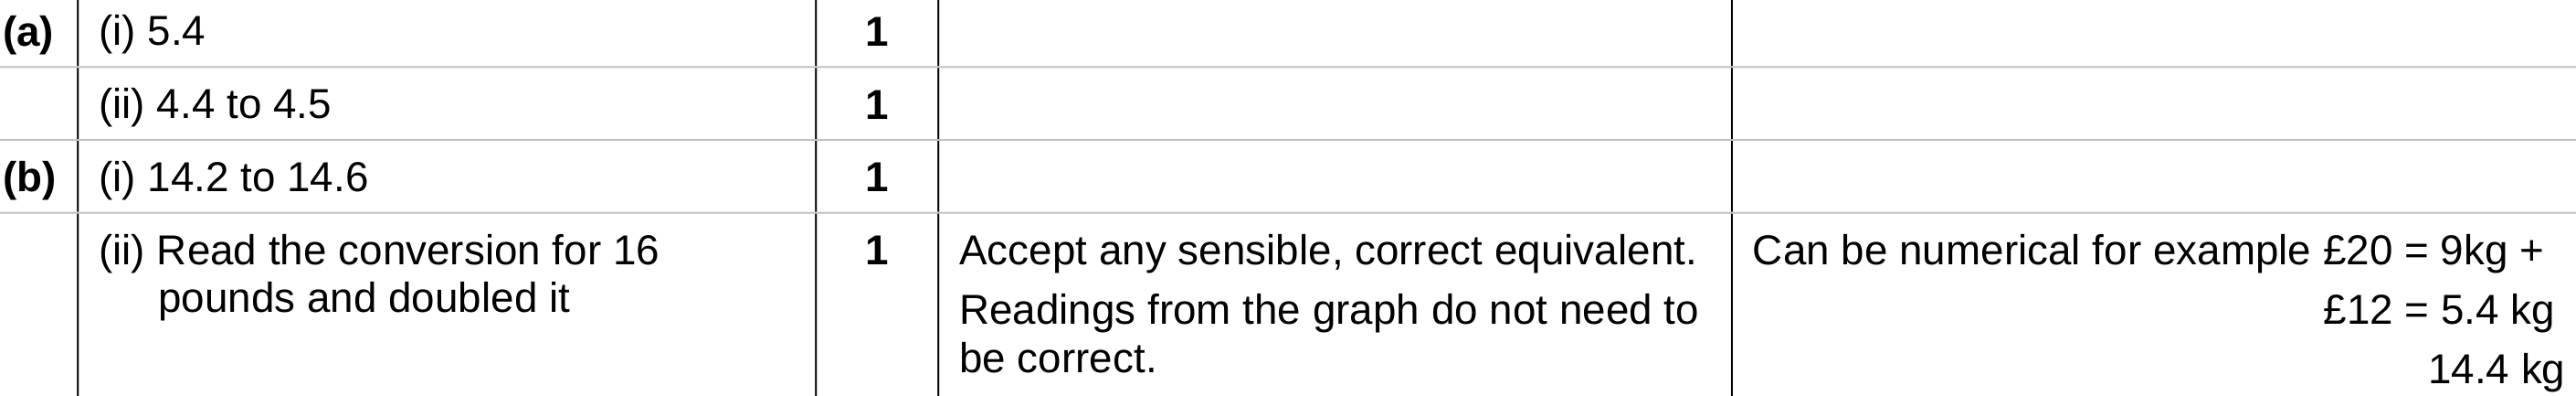 (a) (i) 5.4 1
(ii) 4.4 to 4.5 1
(b) (i) 14.2 to 14.6 1
(ii) Read the conversion for 16 1 Accept any sensible, correct equivalent. Can be numerical for example £20 = 9kg +
pounds and doubled it Readings from the graph do not need to £12 = 5.4 kg
be correct. 14.4 kg